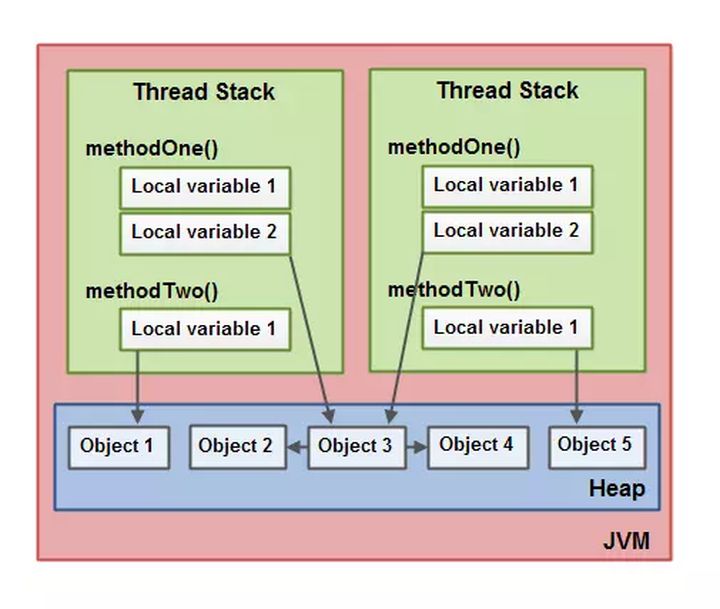 Thread Stack
methodOne()
Local variable 1
Local variable 2
methodTwo()
Local variable 1
Thread Stack
methodOne()
Local variable 1
Local variable 2
methodTwo()
Local variable 1
Object 1
Object 2
Object 3
Object 4
Object 5
Heap
JVM